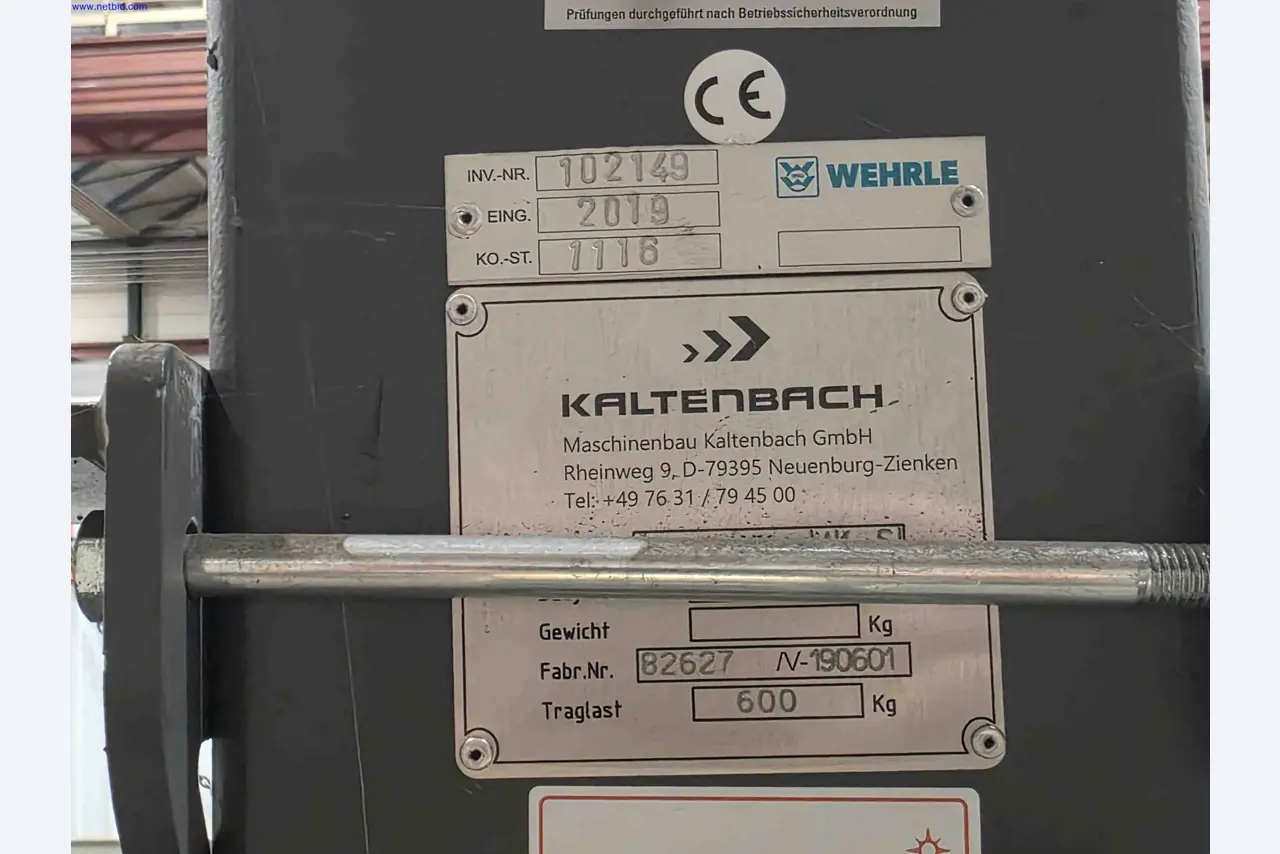 www.netbid.com
Prüfungen durchgeführt nach Betriebssicherheitsverordnung
CE
INV.-NR. 102149
WEHRLE
EING. 2019
KO.-ST. 1116
KALTENBACH
Maschinenbau Kaltenbach GmbH
Rheinweg 9, D-79395 Neuenburg-Zienken
Tel: +49 76 31 / 79 45 00
Gewicht Kg
Fabr.Nr. 82627 /V-190601
Traglast 600 Kg